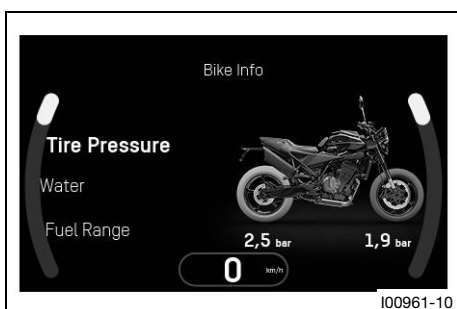 Bike Info
Tire Pressure
Water
Fuel Range
2,5 bar
1,9 bar
0 km/h
I00961-10